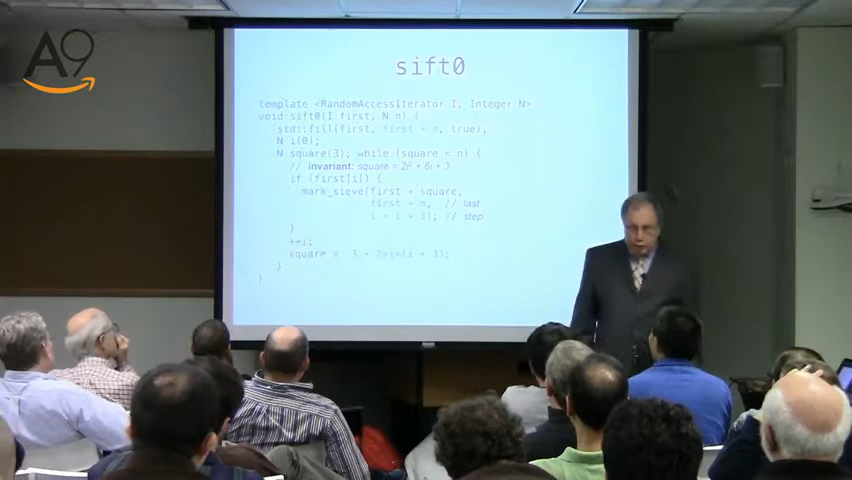 A9
sift0
template <RandomAccessIterator I, Integer N>
void sift0(I first, N n) {
std::fill(first, first + n, true);
N i(0);
N square(3); while (square < n) {
// invariant: square = 2i² + 6i + 3
if (first[i]) {
mark_sieve(first + square,
first + n, // last
i + i + 3); // step
}
++i;
square = 3 + 2*i*(i + 3);
}
}